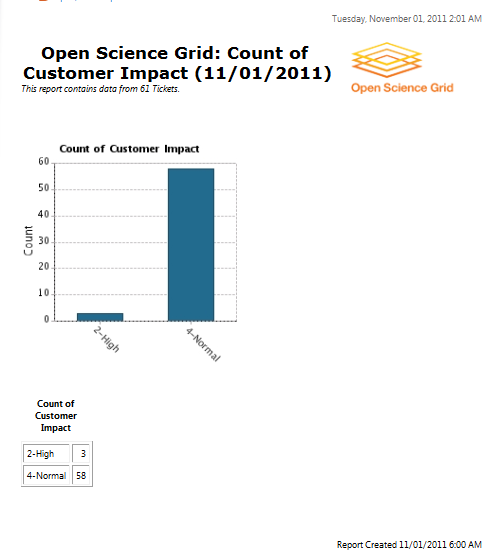 Tuesday, November 01, 2011 2:01 AM
Open Science Grid: Count of
Customer Impact (11/01/2011)
This report contains data from 61 Tickets.
Open Science Grid
Count of Customer Impact
60
50
40
30
20
10
0
Count
2-High
4-Normal
Count of
Customer
Impact
2-High 3
4-Normal 58
Report Created 11/01/2011 6:00 AM